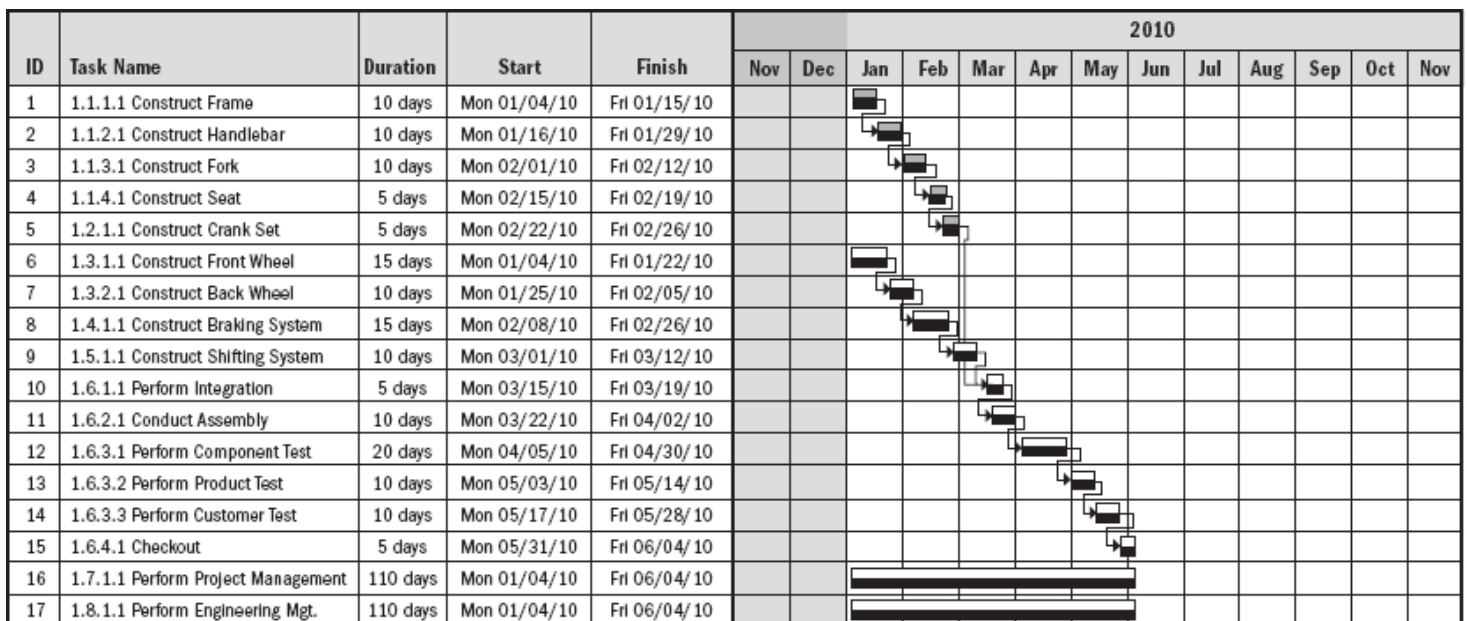 2010
ID Task Name Duration Start Finish Nov Dec Jan Feb Mar Apr May Jun Jul Aug Sep Oct Nov
1 1.1.1.1 Construct Frame 10 days Mon 01/04/10 Fri 01/15/10
2 1.1.2.1 Construct Handlebar 10 days Mon 01/16/10 Fri 01/29/10
3 1.1.3.1 Construct Fork 10 days Mon 02/01/10 Fri 02/12/10
4 1.1.4.1 Construct Seat 5 days Mon 02/15/10 Fri 02/19/10
5 1.2.1.1 Construct Crank Set 5 days Mon 02/22/10 Fri 02/26/10
6 1.3.1.1 Construct Front Wheel 15 days Mon 01/04/10 Fri 01/22/10
7 1.3.2.1 Construct Back Wheel 10 days Mon 01/25/10 Fri 02/05/10
8 1.4.1.1 Construct Braking System 15 days Mon 02/08/10 Fri 02/26/10
9 1.5.1.1 Construct Shifting System 10 days Mon 03/01/10 Fri 03/12/10
10 1.6.1.1 Perform Integration 5 days Mon 03/15/10 Fri 03/19/10
11 1.6.2.1 Conduct Assembly 10 days Mon 03/22/10 Fri 04/02/10
12 1.6.3.1 Perform Component Test 20 days Mon 04/05/10 Fri 04/30/10
13 1.6.3.2 Perform Product Test 10 days Mon 05/03/10 Fri 05/14/10
14 1.6.3.3 Perform Customer Test 10 days Mon 05/17/10 Fri 05/28/10
15 1.6.4.1 Checkout 5 days Mon 05/31/10 Fri 06/04/10
16 1.7.1.1 Perform Project Management 110 days Mon 01/04/10 Fri 06/04/10
17 1.8.1.1 Perform Engineering Mgt. 110 days Mon 01/04/10 Fri 06/04/10